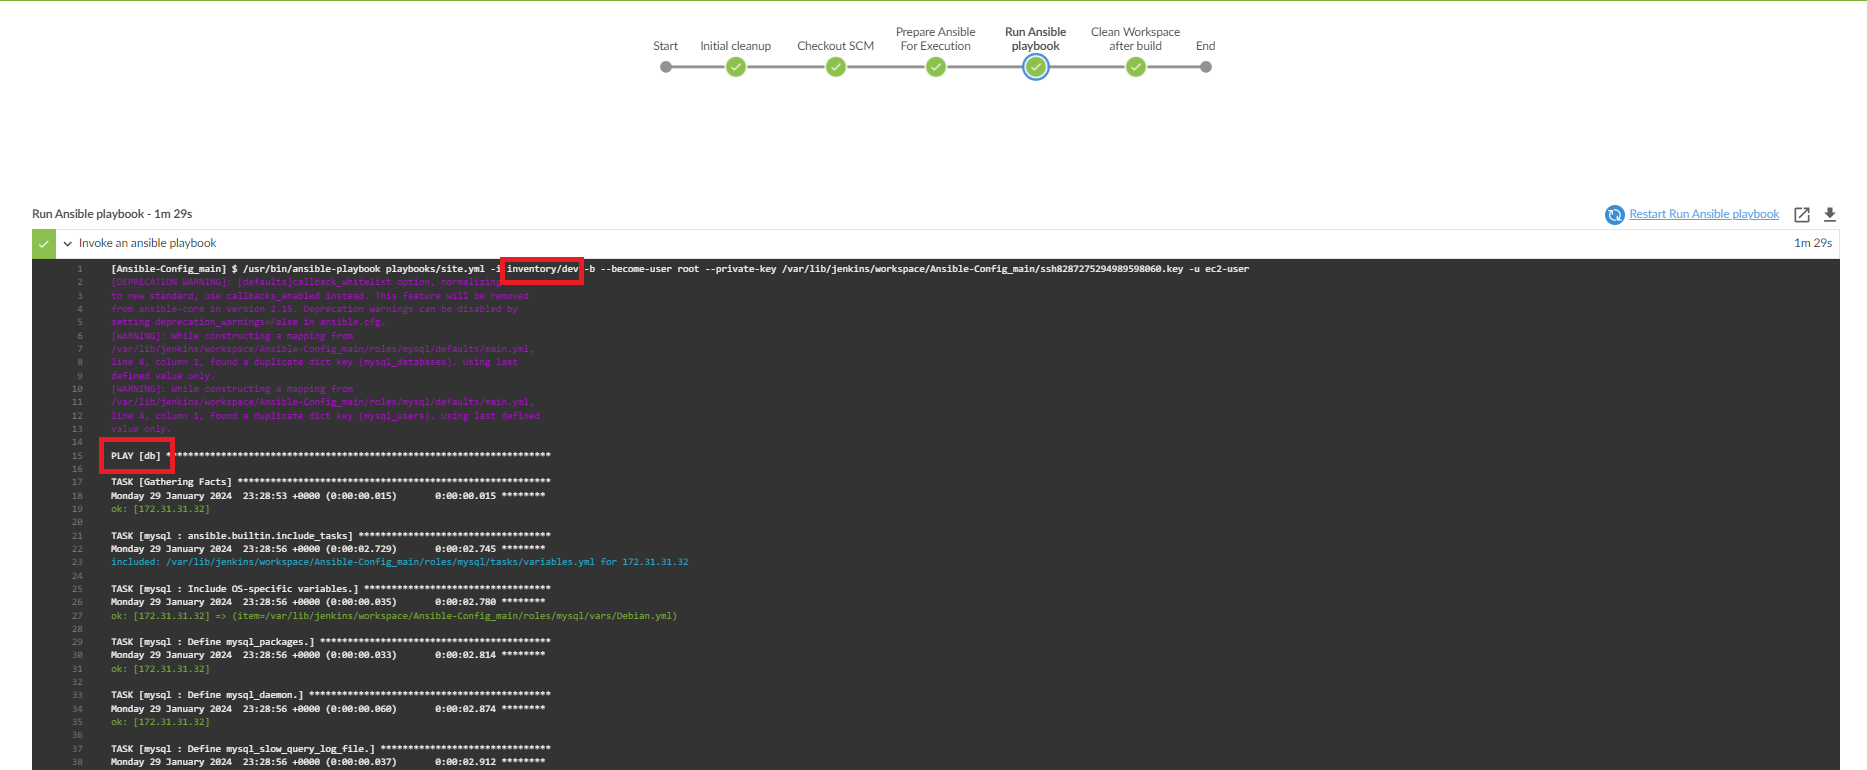 Start
Initial cleanup
Checkout SCM
Prepare Ansible
For Execution
Run Ansible
playbook
Clean Workspace
after build
End
Run Ansible playbook - 1m 29s
Restart Run Ansible playbook
Invoke an ansible playbook
1m 29s
1 [Ansible-Config_main] $ /usr/bin/ansible-playbook playbooks/site.yml -i inventory/dev -b --become-user root --private-key /var/lib/jenkins/workspace/Ansible-Config_main/ssh8287275294989598060.key -u ec2-user
2 [DEPRECATION WARNING]: [defaults]callback_whitelist option, normalizing
3 to new standard, use callbacks_enabled instead. This feature will be removed
4 from ansible-core in version 2.15. Deprecation warnings can be disabled by
5 setting deprecation_warnings=False in ansible.cfg.
6 [WARNING]: While constructing a mapping from
7 /var/lib/jenkins/workspace/Ansible-Config_main/roles/mysql/defaults/main.yml,
8 line 4, column 1, found a duplicate dict key (mysql_databases). Using last
9 defined value only.
10 [WARNING]: While constructing a mapping from
11 /var/lib/jenkins/workspace/Ansible-Config_main/roles/mysql/defaults/main.yml,
12 line 4, column 1, found a duplicate dict key (mysql_users). Using last defined
13 value only.
14
15 PLAY [db] **********************************************************************
16
17 TASK [Gathering Facts] *********************************************************
18 Monday 29 January 2024  23:28:53 +0000 (0:00:00.015)       0:00:00.015 ********
19 ok: [172.31.31.32]
20
21 TASK [mysql : ansible.builtin.include_tasks] ***********************************
22 Monday 29 January 2024  23:28:56 +0000 (0:00:02.729)       0:00:02.745 ********
23 included: /var/lib/jenkins/workspace/Ansible-Config_main/roles/mysql/tasks/variables.yml for 172.31.31.32
24
25 TASK [mysql : Include OS-specific variables.] **********************************
26 Monday 29 January 2024  23:28:56 +0000 (0:00:00.035)       0:00:02.780 ********
27 ok: [172.31.31.32] => (item=/var/lib/jenkins/workspace/Ansible-Config_main/roles/mysql/vars/Debian.yml)
28
29 TASK [mysql : Define mysql_packages.] ******************************************
30 Monday 29 January 2024  23:28:56 +0000 (0:00:00.033)       0:00:02.814 ********
31 ok: [172.31.31.32]
32
33 TASK [mysql : Define mysql_daemon.] ********************************************
34 Monday 29 January 2024  23:28:56 +0000 (0:00:00.060)       0:00:02.874 ********
35 ok: [172.31.31.32]
36
37 TASK [mysql : Define mysql_slow_query_log_file.] *******************************
38 Monday 29 January 2024  23:28:56 +0000 (0:00:00.037)       0:00:02.912 ********